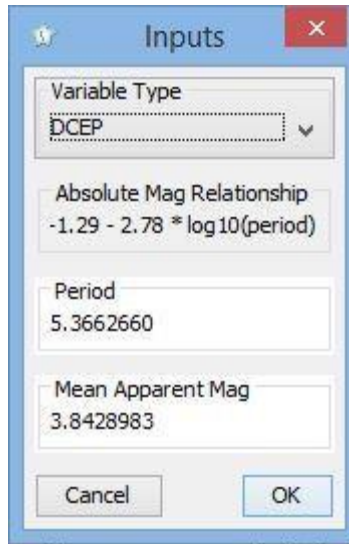 Inputs
Variable Type
DCEP
Absolute Mag Relationship
-1.29 - 2.78 * log10(period)
Period
5.3662660
Mean Apparent Mag
3.8428983
Cancel OK